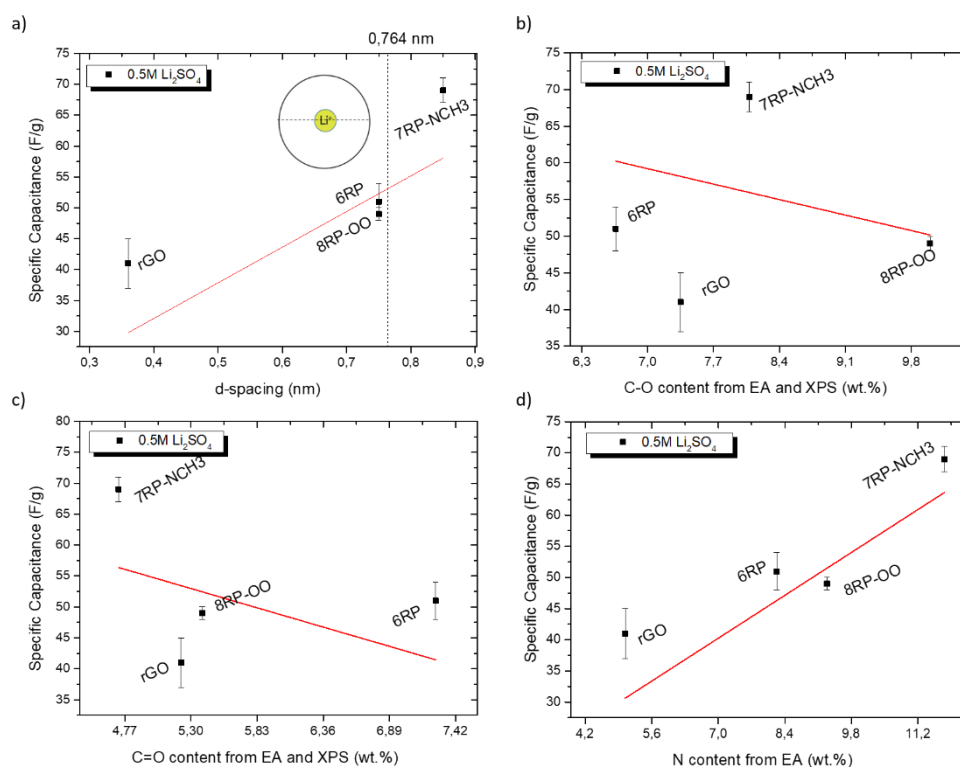 a)
0,764 nm
75
70
65
60
55
50
45
40
35
30
Specific Capacitance (F/g)
0.5M Li₂SO₄
Li⁺
7RP-NCH3
6RP
8RP-OO
rGO
0,3 0,4 0,5 0,6 0,7 0,8 0,9
d-spacing (nm)
b)
75
70
65
60
55
50
45
40
35
Specific Capacitance (F/g)
0.5M Li₂SO₄
7RP-NCH3
6RP
rGO
8RP-OO
6,3 7,0 7,7 8,4 9,1 9,8
C-O content from EA and XPS (wt.%)
c)
80
75
70
65
60
55
50
45
40
35
Specific Capacitance (F/g)
0.5M Li₂SO₄
7RP-NCH3
8RP-OO
6RP
rGO
4,77 5,30 5,83 6,36 6,89 7,42
C=O content from EA and XPS (wt.%)
d)
75
70
65
60
55
50
45
40
35
30
Specific Capacitance (F/g)
0.5M Li₂SO₄
7RP-NCH3
6RP
8RP-OO
rGO
4,2 5,6 7,0 8,4 9,8 11,2
N content from EA (wt.%)